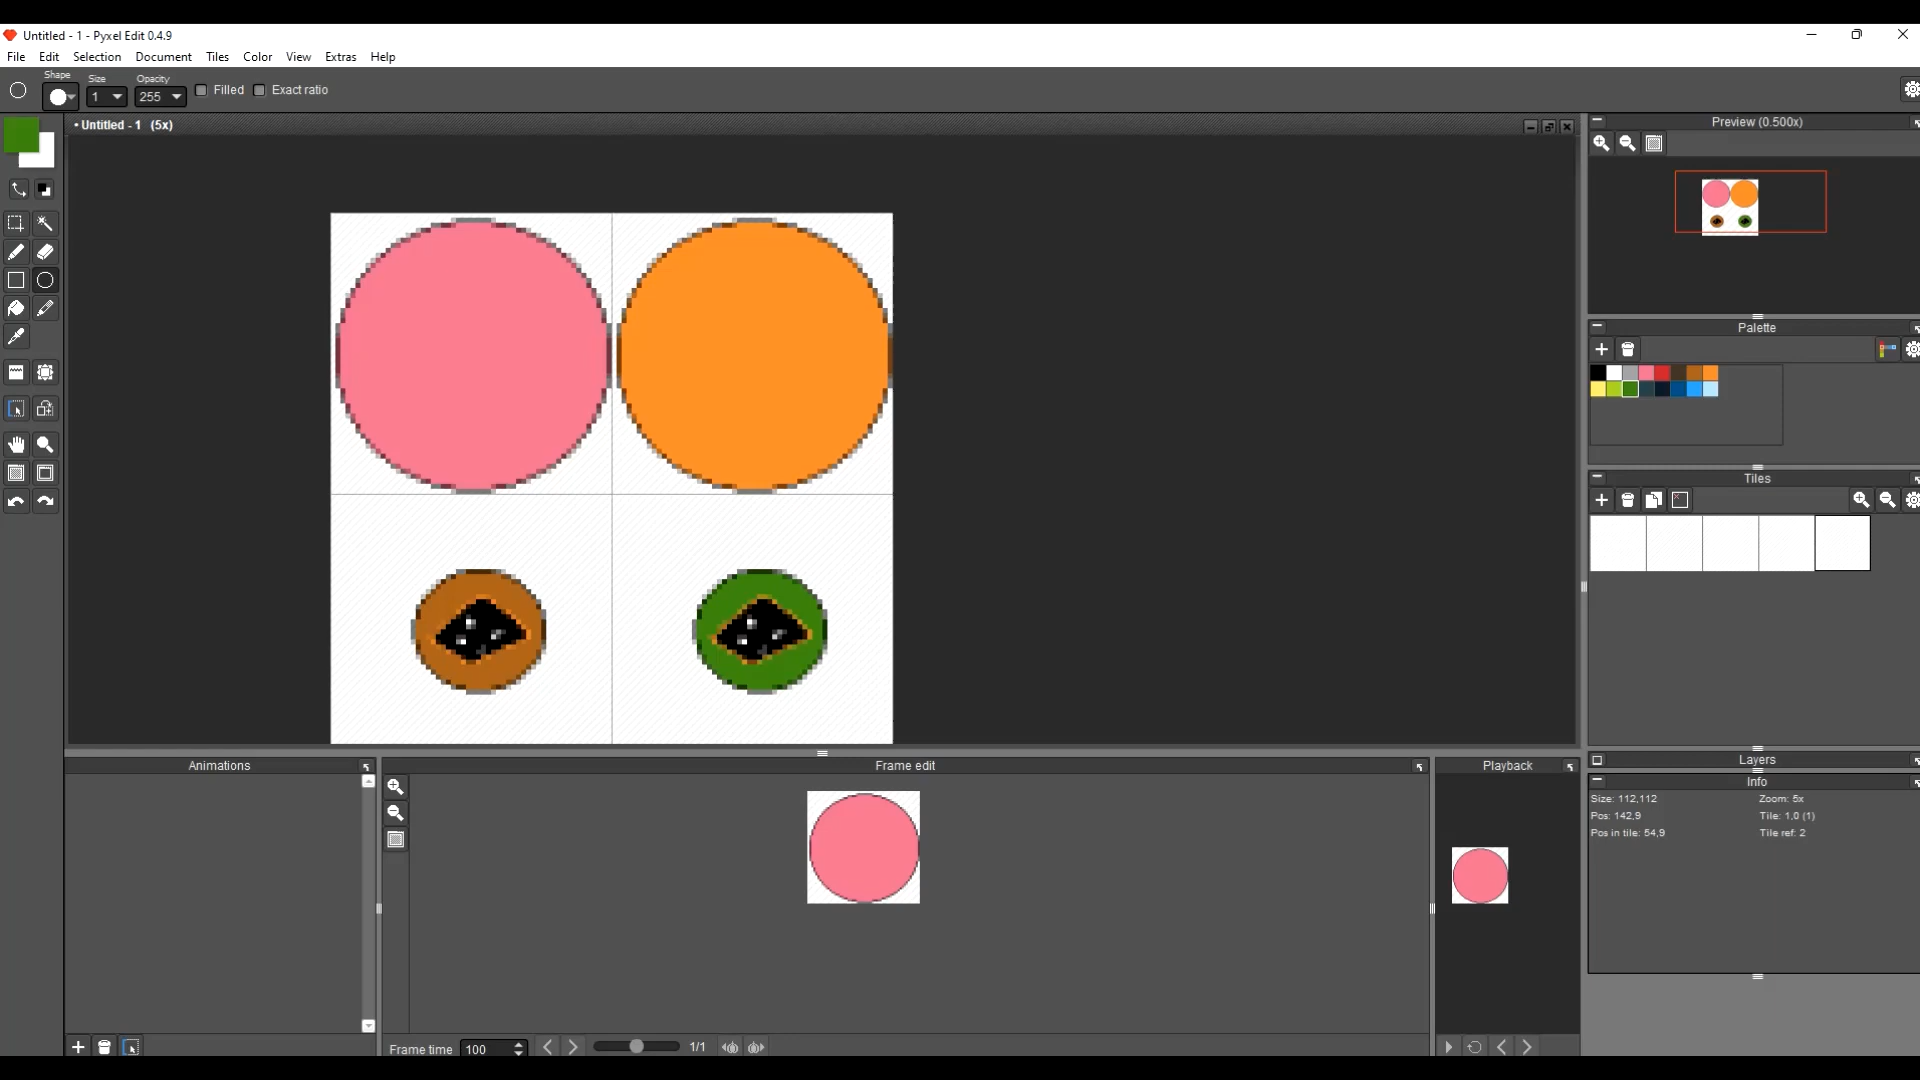 Untitled - 1 - Pyxel Edit 0.4.9
File Edit Selection Document Tiles Color View Extras Help
Shape Size Opacity
1 255 Filled Exact ratio
• Untitled - 1 (5x)
Preview (0.500x)
Palette
Tiles
Animations
Frame edit
Playback
Layers
Info
Size: 112,112 Zoom: 5x
Pos: 142,9 Tile: 1,0 (1)
Pos in tile: 54,9 Tile ref: 2
Frame time 100 1/1